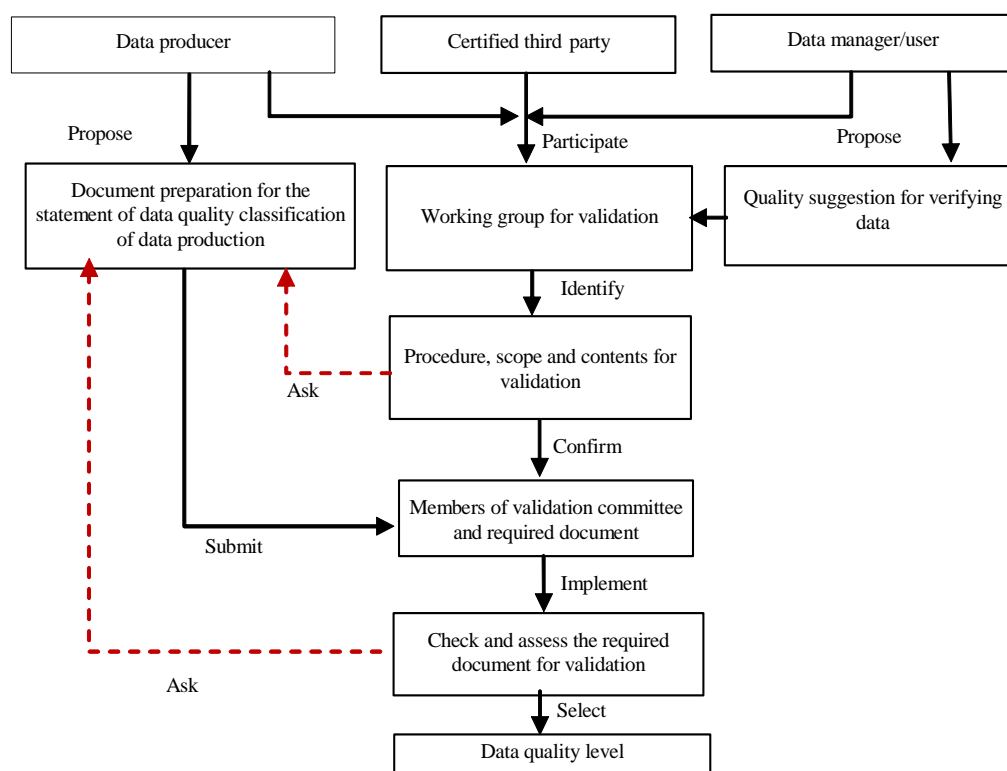 Data producer
Certified third party
Data manager/user
Propose
Participate
Propose
Document preparation for the
statement of data quality classification
of data production
Working group for validation
Quality suggestion for verifying
data
Identify
Procedure, scope and contents for
validation
Ask
Confirm
Members of validation committee
and required document
Submit
Implement
Check and assess the required
document for validation
Ask
Select
Data quality level